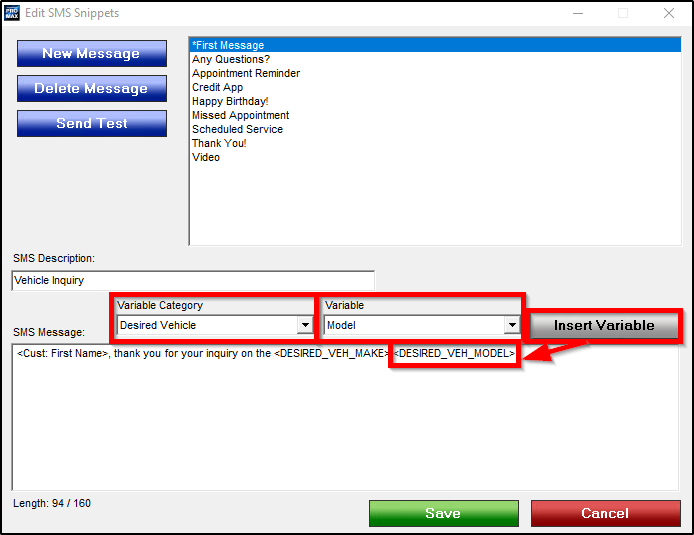 PRO
MAX
Edit SMS Snippets
New Message
Delete Message
Send Test
*First Message
Any Questions?
Appointment Reminder
Credit App
Happy Birthday!
Missed Appointment
Scheduled Service
Thank You!
Video
SMS Description:
Vehicle Inquiry
Variable Category
Variable
Desired Vehicle
Model
Insert Variable
SMS Message:
<Cust: First Name>, thank you for your inquiry on the <DESIRED_VEH_MAKE> <DESIRED_VEH_MODEL>
Length: 94 / 160
Save
Cancel